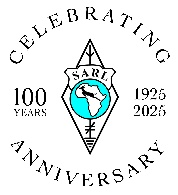 CELEBRATING
SARL
100 YEARS
1925
2025
ANNIVERSARY